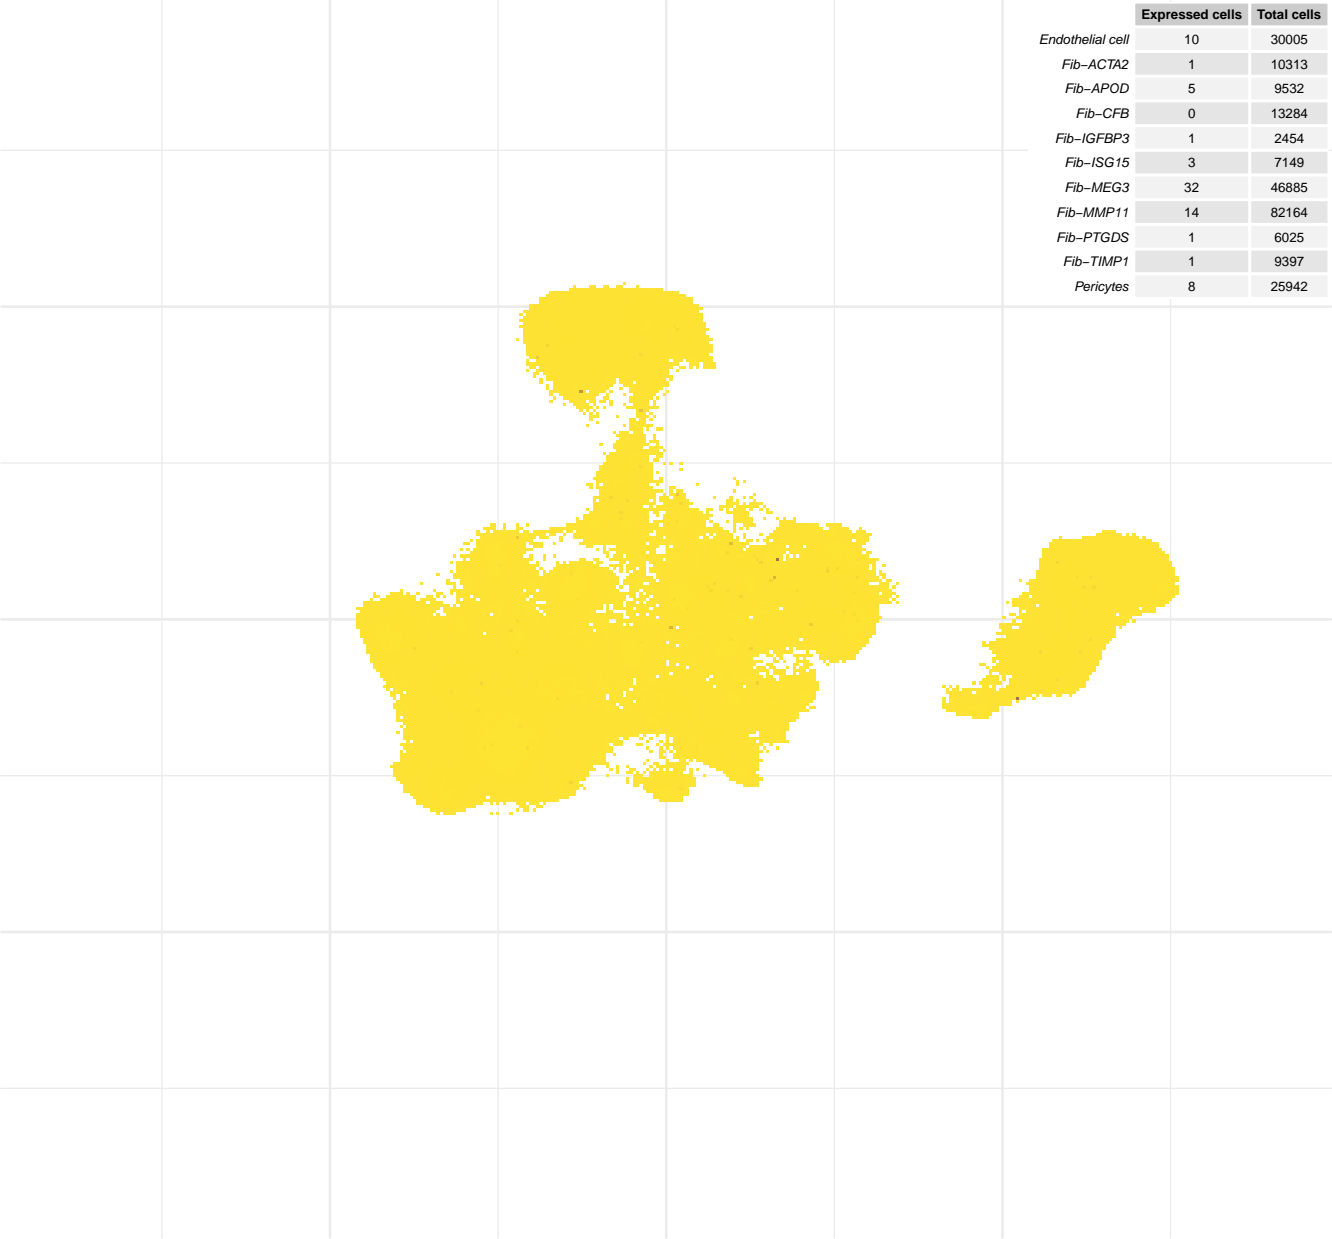 Expressed cells Total cells
Endothelial cell 10 30005
Fib−ACTA2 1 10313
Fib−APOD 5 9532
Fib−CFB 0 13284
Fib−IGFBP3 1 2454
Fib−ISG15 3 7149
Fib−MEG3 32 46885
Fib−MMP11 14 82164
Fib−PTGDS 1 6025
Fib−TIMP1 1 9397
Pericytes 8 25942